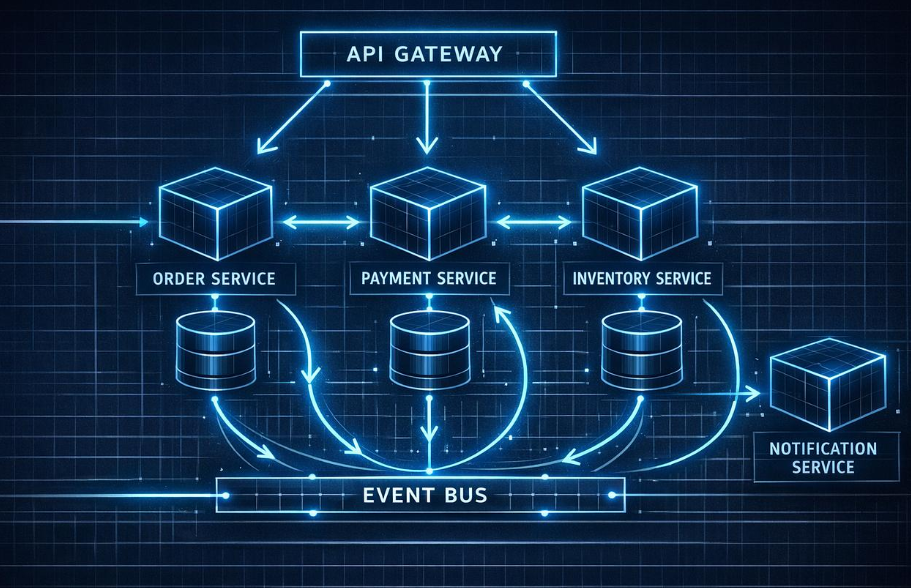 API GATEWAY
ORDER SERVICE
PAYMENT SERVICE
INVENTORY SERVICE
NOTIFICATION
SERVICE
EVENT BUS